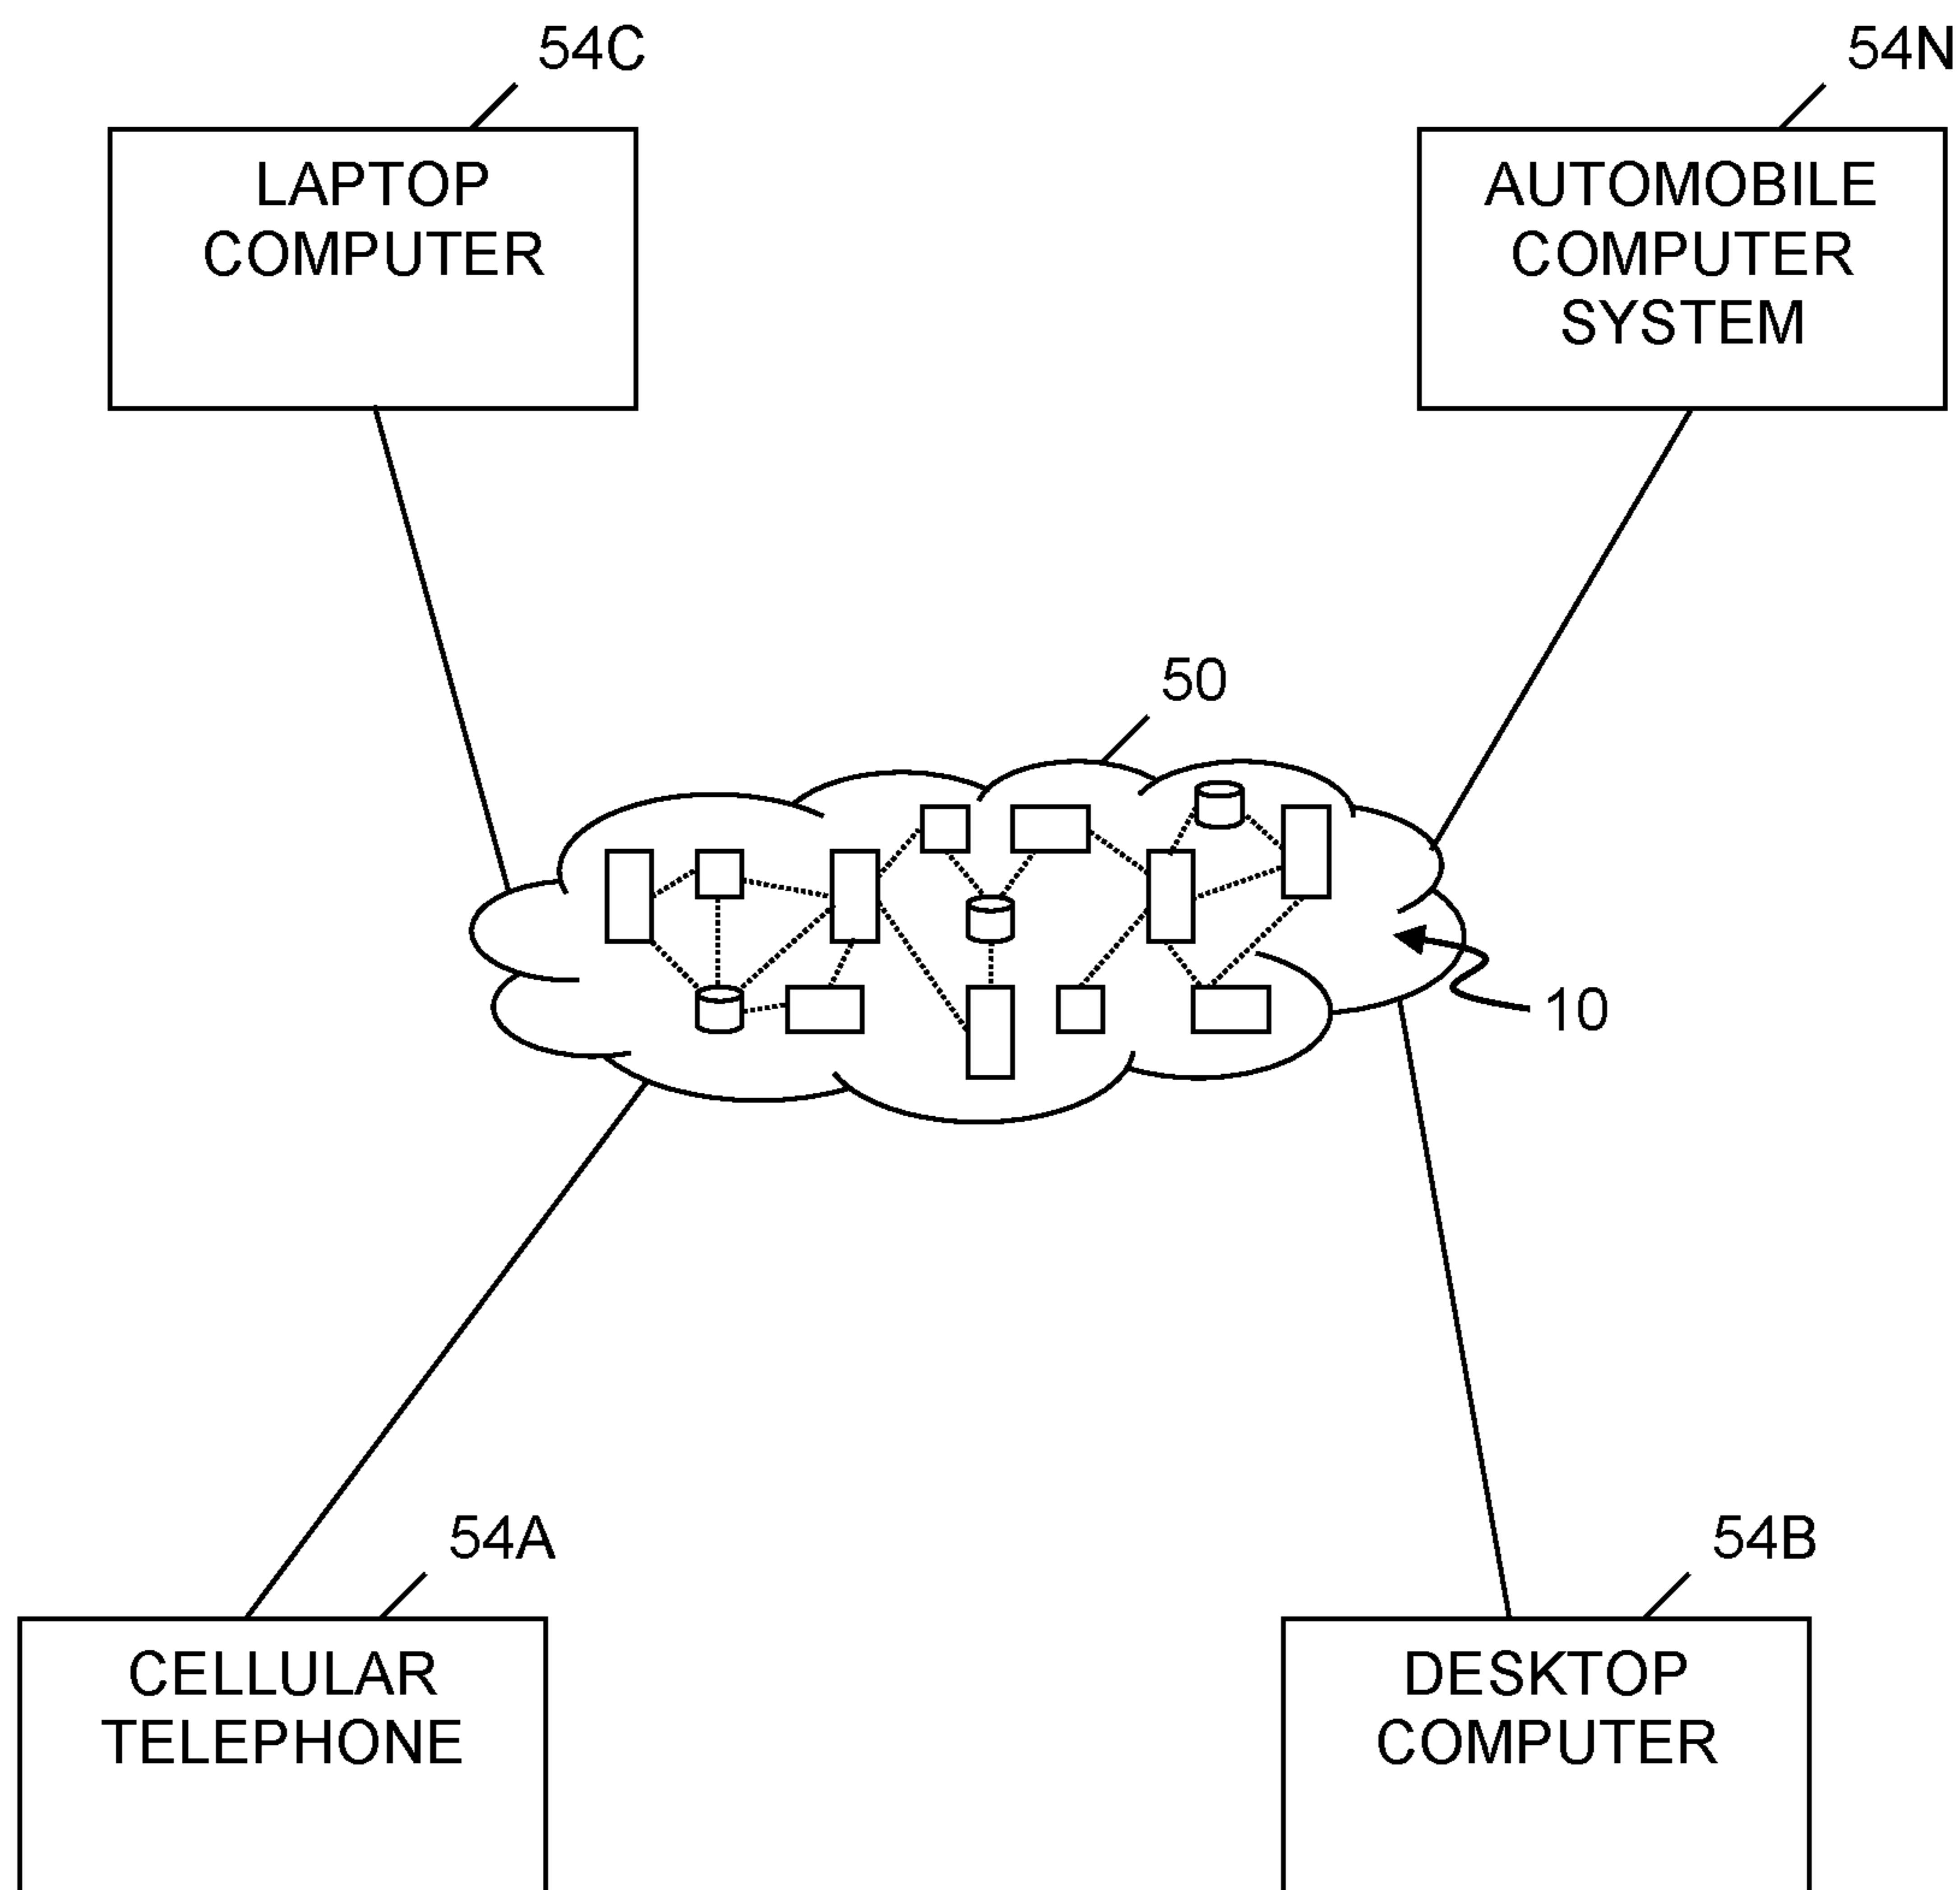 54C
54N
LAPTOP
COMPUTER
AUTOMOBILE
COMPUTER
SYSTEM
50
10
54A
54B
CELLULAR
TELEPHONE
DESKTOP
COMPUTER